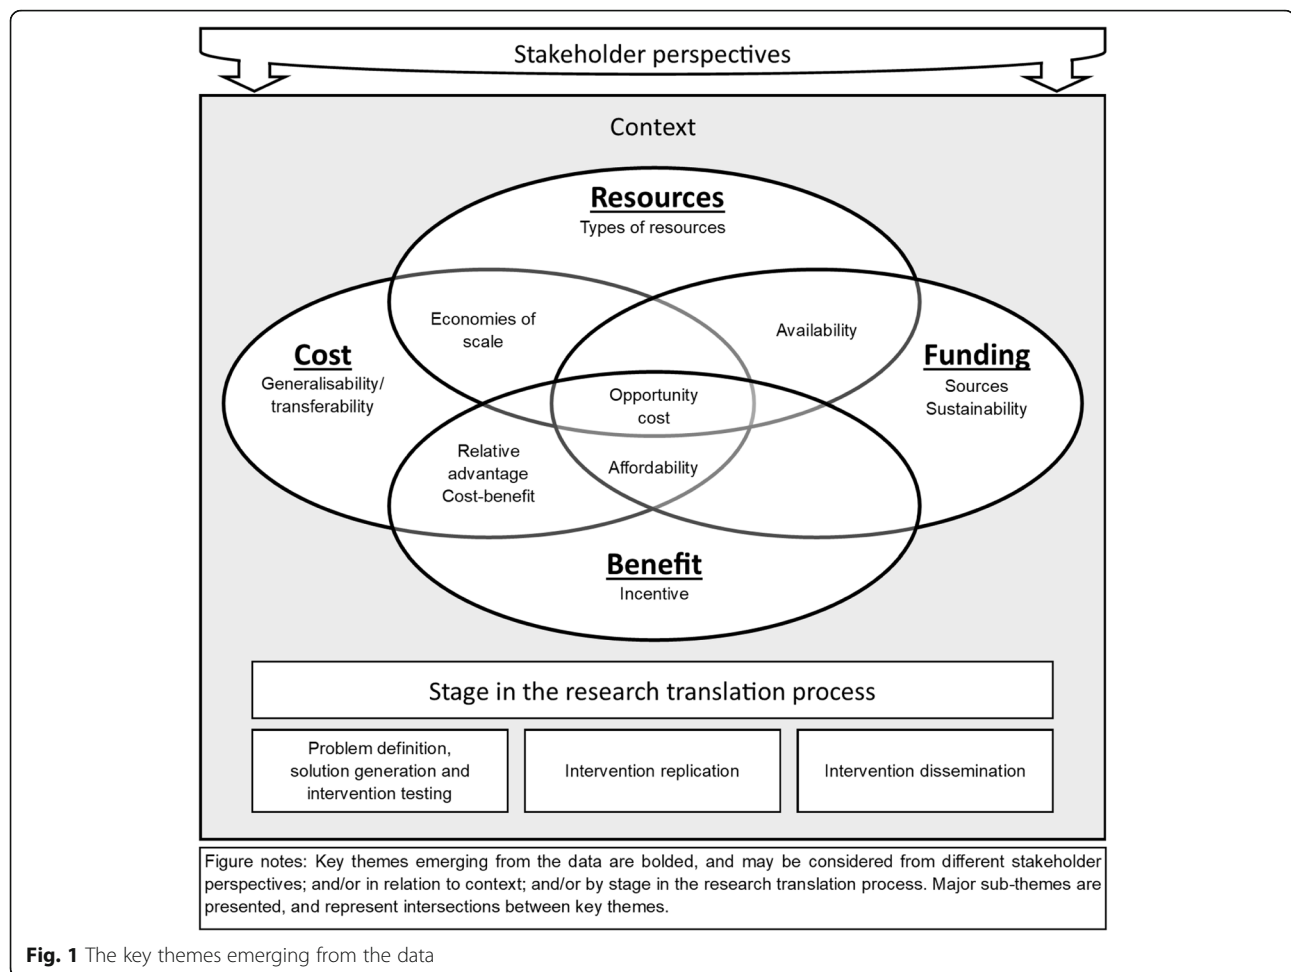 Stakeholder perspectives
Context
Resources
Types of resources
Economies of
scale
Availability
Cost
Generalisability/
transferability
Funding
Sources
Sustainability
Opportunity
cost
Relative
advantage
Cost-benefit
Affordability
Benefit
Incentive
Stage in the research translation process
Problem definition,
solution generation and
intervention testing
Intervention replication
Intervention dissemination
Figure notes: Key themes emerging from the data are bolded, and may be considered from different stakeholder
perspectives; and/or in relation to context; and/or by stage in the research translation process. Major sub-themes are
presented, and represent intersections between key themes.
Fig. 1 The key themes emerging from the data